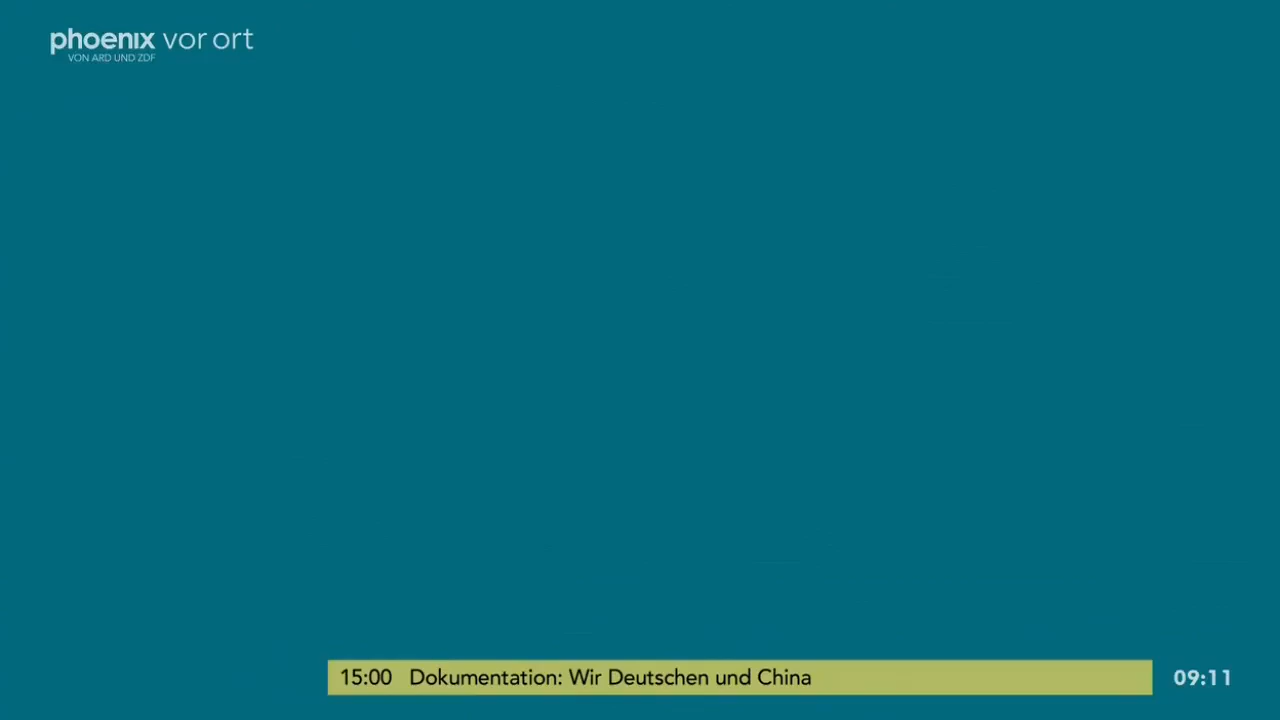 phoenix vor ort
VON ARD UND ZDF
15:00 Dokumentation: Wir Deutschen und China
09:11